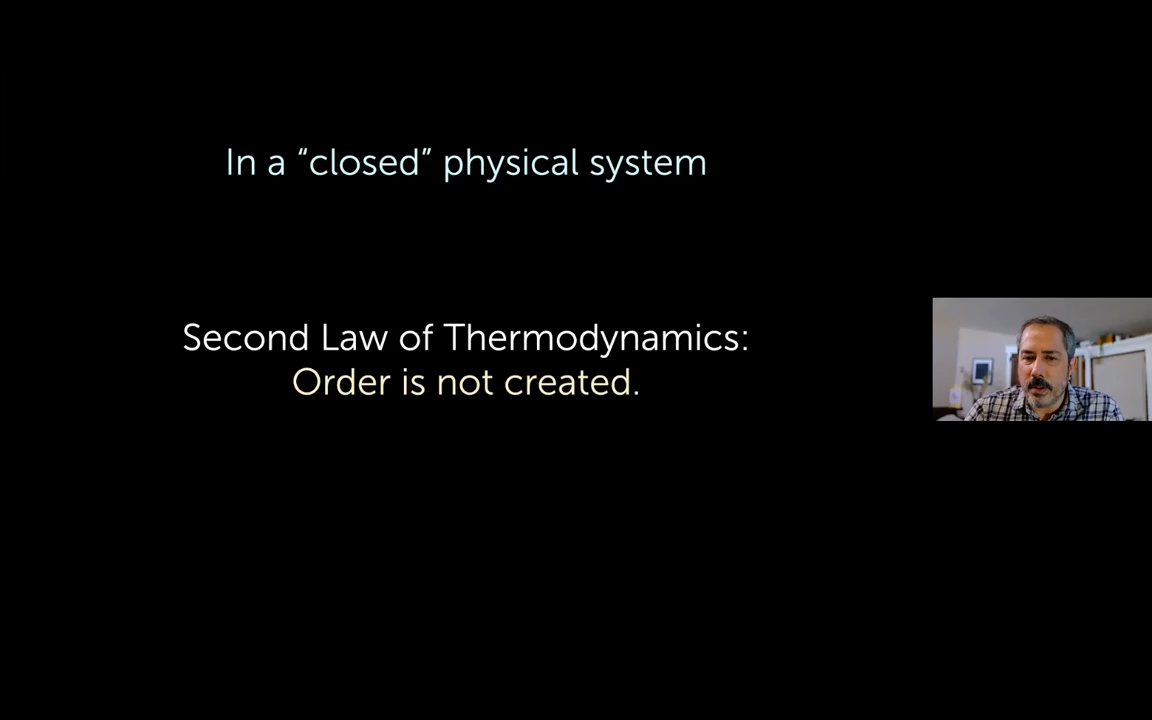 In a “closed” physical system
Second Law of Thermodynamics:
Order is not created.